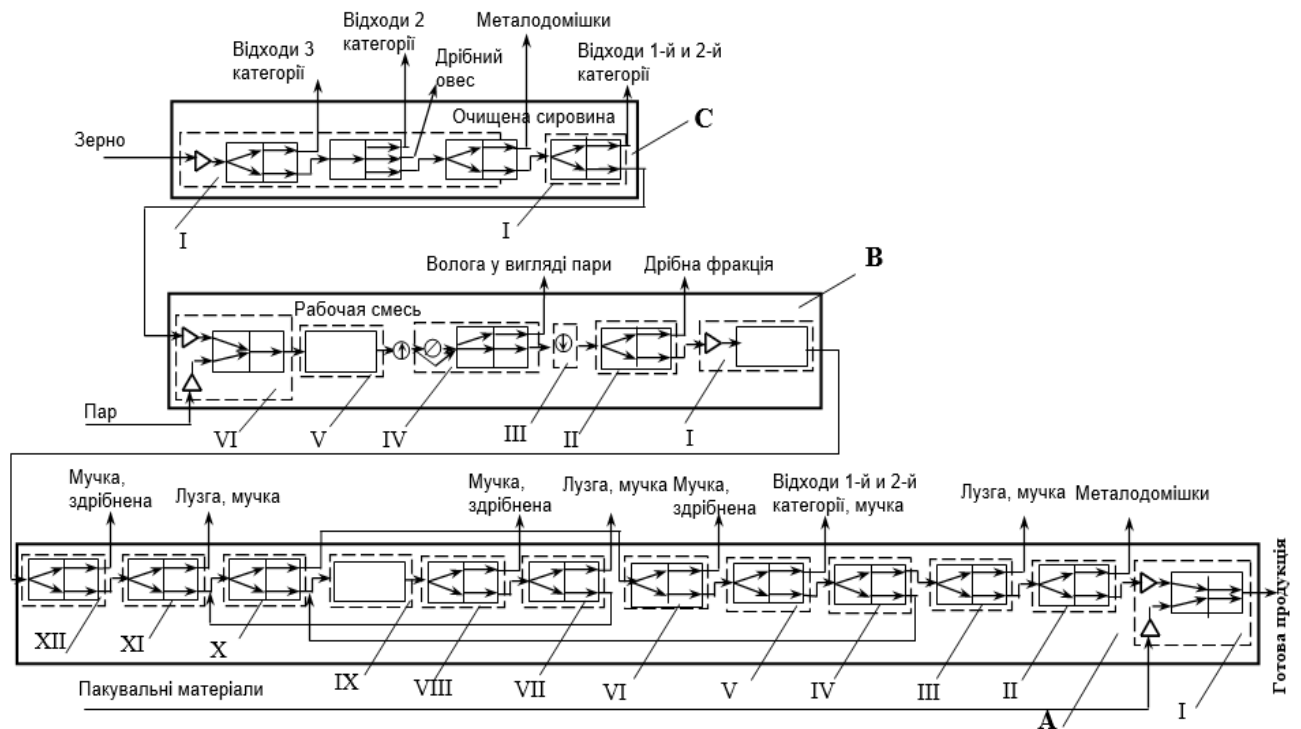 Відходи 3
категорії
Відходи 2
категорії
Дрібний
овес
Металодомішки
Відходи 1-й и 2-й
категорії
Очищена сировина
C
Зерно
I
I
Волога у вигляді пари
Дрібна фракція
B
Рабочая смесь
Пар
VI
V
IV
III
II
I
Мучка,
здрібнена
Лузга, мучка
Мучка,
здрібнена
Лузга, мучка
Мучка,
здрібнена
Відходи 1-й и 2-й
категорії, мучка
Лузга, мучка
Металодомішки
Готова продукція
XII
XI
X
IX
VIII
VII
VI
V
IV
III
II
I
Пакувальні матеріали
A